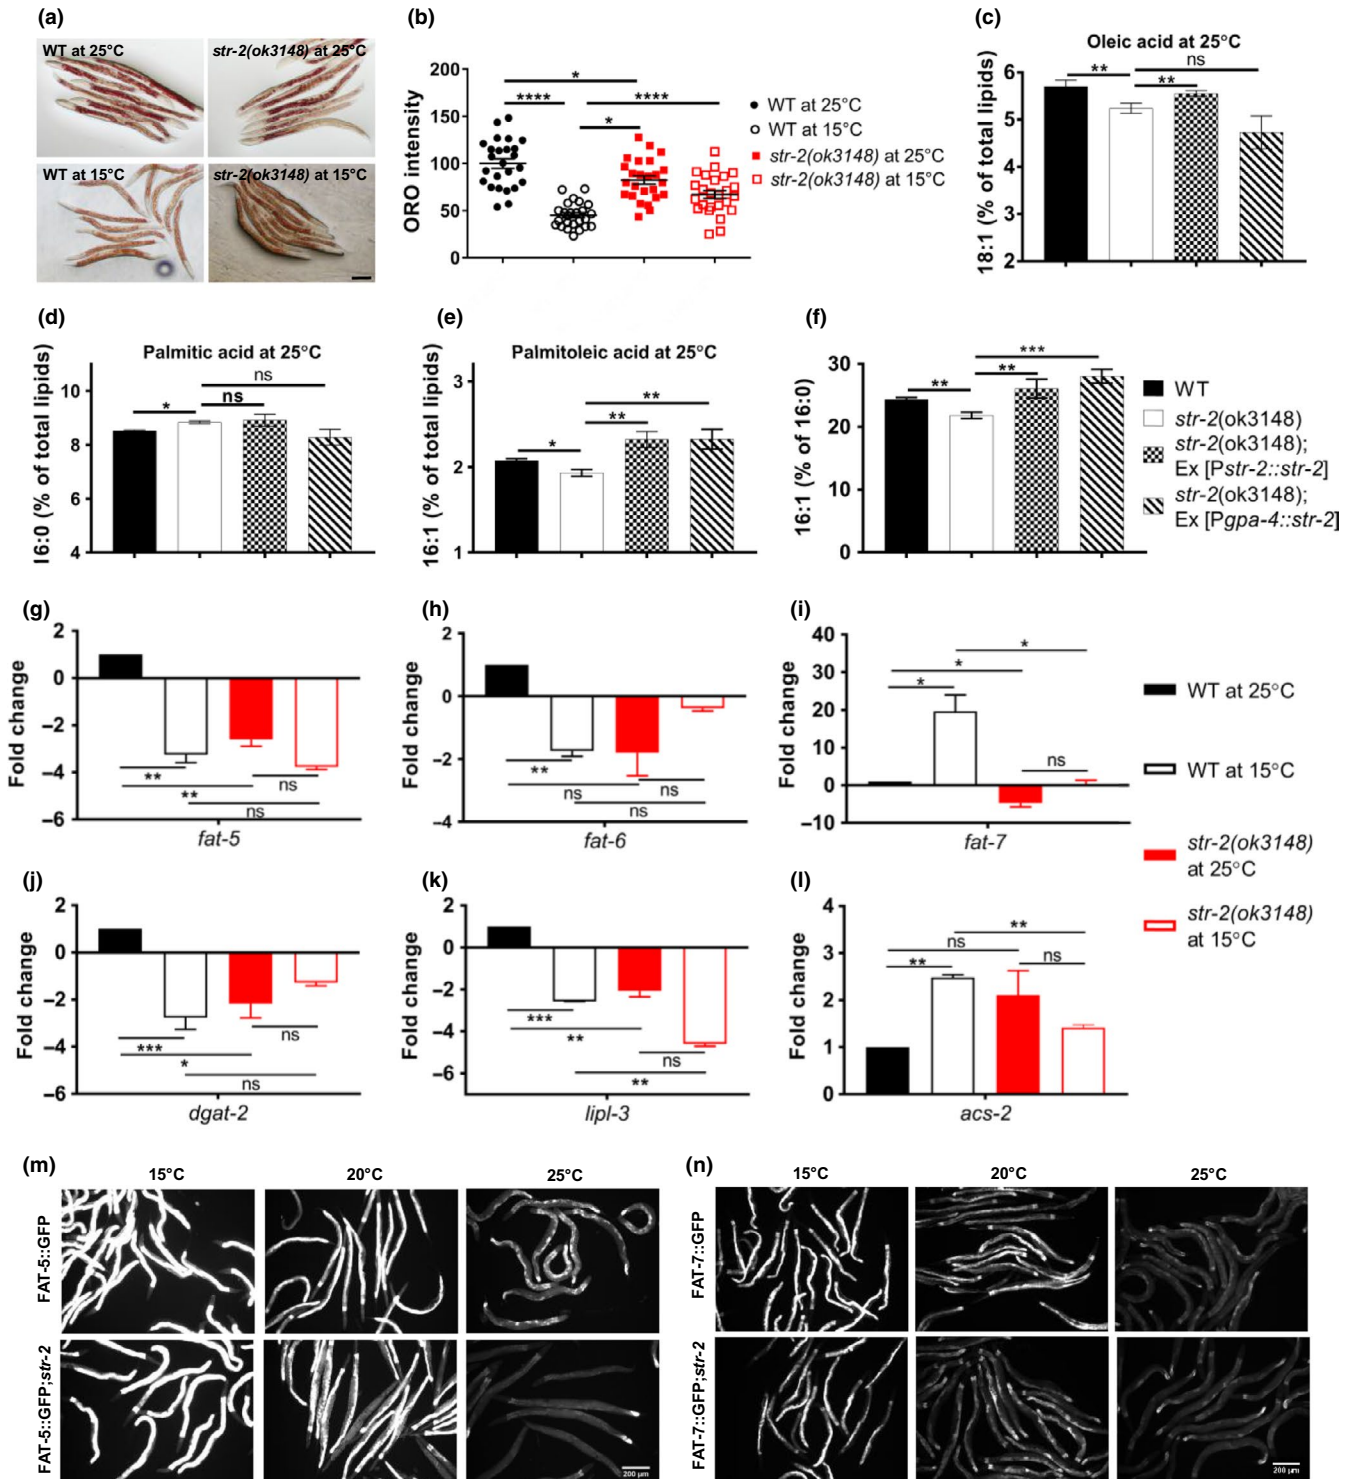 (a)
WT at 25°C
str-2(ok3148) at 25°C
WT at 15°C
str-2(ok3148) at 15°C
(b)
ORO intensity
200
150
100
50
0
*
****
****
*
WT at 25°C
WT at 15°C
str-2(ok3148) at 25°C
str-2(ok3148) at 15°C
(c)
Oleic acid at 25°C
18:1 (% of total lipids)
6
5
4
3
2
**
**
ns
(d)
Palmitic acid at 25°C
16:0 (% of total lipids)
10
8
6
4
*
ns
ns
(e)
Palmitoleic acid at 25°C
16:1 (% of total lipids)
3
2
1
*
**
**
(f)
16:1 (% of 16:0)
30
20
10
0
**
**
***
WT
str-2(ok3148)
str-2(ok3148);
Ex [Pstr-2::str-2]
str-2(ok3148);
Ex [Pgpa-4::str-2]
(g)
Fold change
2
0
–2
–4
–6
**
ns
**
ns
fat-5
(h)
Fold change
2
0
–2
–4
**
ns
ns
ns
fat-6
(i)
Fold change
40
30
20
10
0
–10
*
*
*
ns
fat-7
WT at 25°C
WT at 15°C
str-2(ok3148)
at 25°C
str-2(ok3148)
at 15°C
(j)
Fold change
2
0
–2
–4
–6
***
ns
*
ns
dgat-2
(k)
Fold change
2
0
–2
–4
–6
***
**
ns
**
lipl-3
(l)
Fold change
4
3
2
1
0
**
ns
**
ns
acs-2
(m)
15°C
20°C
25°C
FAT-5::GFP
FAT-5::GFP;str-2
200 µm
(n)
15°C
20°C
25°C
FAT-7::GFP
FAT-7::GFP;str-2
200 µm